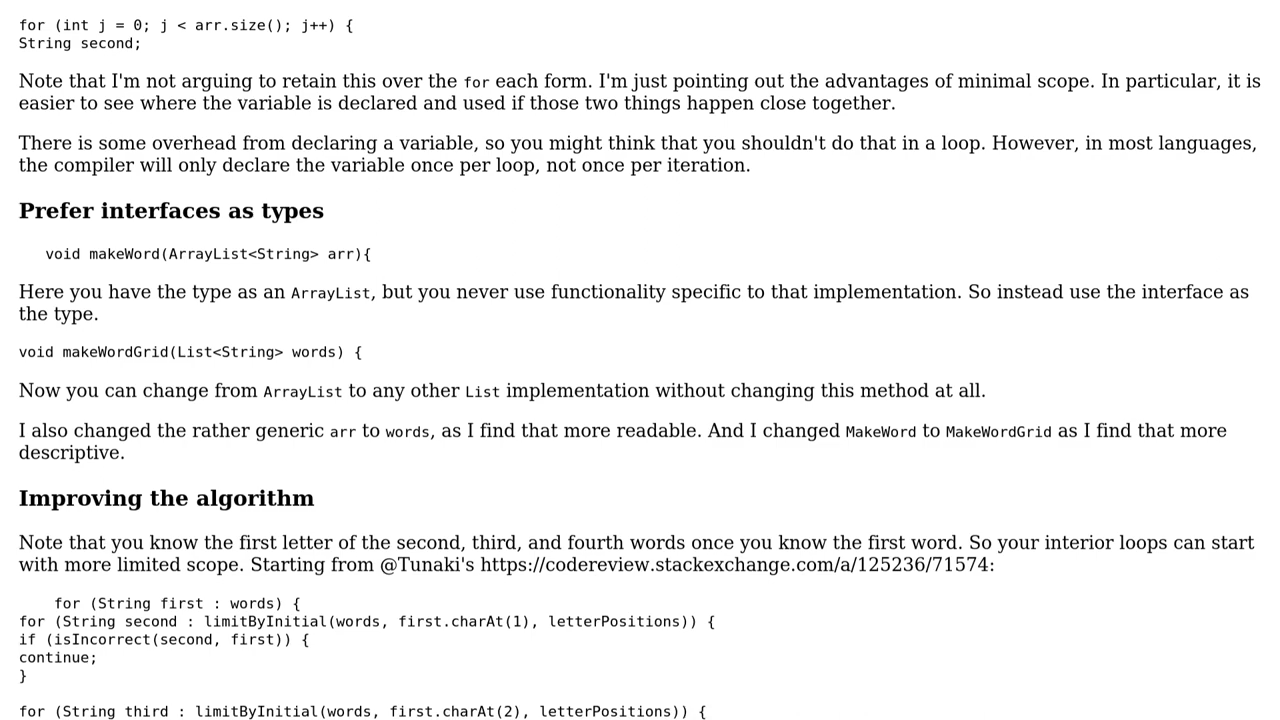 for (int j = 0; j < arr.size(); j++) {
String second;
Note that I'm not arguing to retain this over the for each form. I'm just pointing out the advantages of minimal scope. In particular, it is
easier to see where the variable is declared and used if those two things happen close together.
There is some overhead from declaring a variable, so you might think that you shouldn't do that in a loop. However, in most languages,
the compiler will only declare the variable once per loop, not once per iteration.
Prefer interfaces as types
void makeWord(ArrayList<String> arr){
Here you have the type as an ArrayList, but you never use functionality specific to that implementation. So instead use the interface as
the type.
void makeWordGrid(List<String> words) {
Now you can change from ArrayList to any other List implementation without changing this method at all.
I also changed the rather generic arr to words, as I find that more readable. And I changed MakeWord to MakeWordGrid as I find that more
descriptive.
Improving the algorithm
Note that you know the first letter of the second, third, and fourth words once you know the first word. So your interior loops can start
with more limited scope. Starting from @Tunaki's https://codereview.stackexchange.com/a/125236/71574:
for (String first : words) {
for (String second : limitByInitial(words, first.charAt(1), letterPositions)) {
if (isIncorrect(second, first)) {
continue;
}
for (String third : limitByInitial(words, first.charAt(2), letterPositions)) {